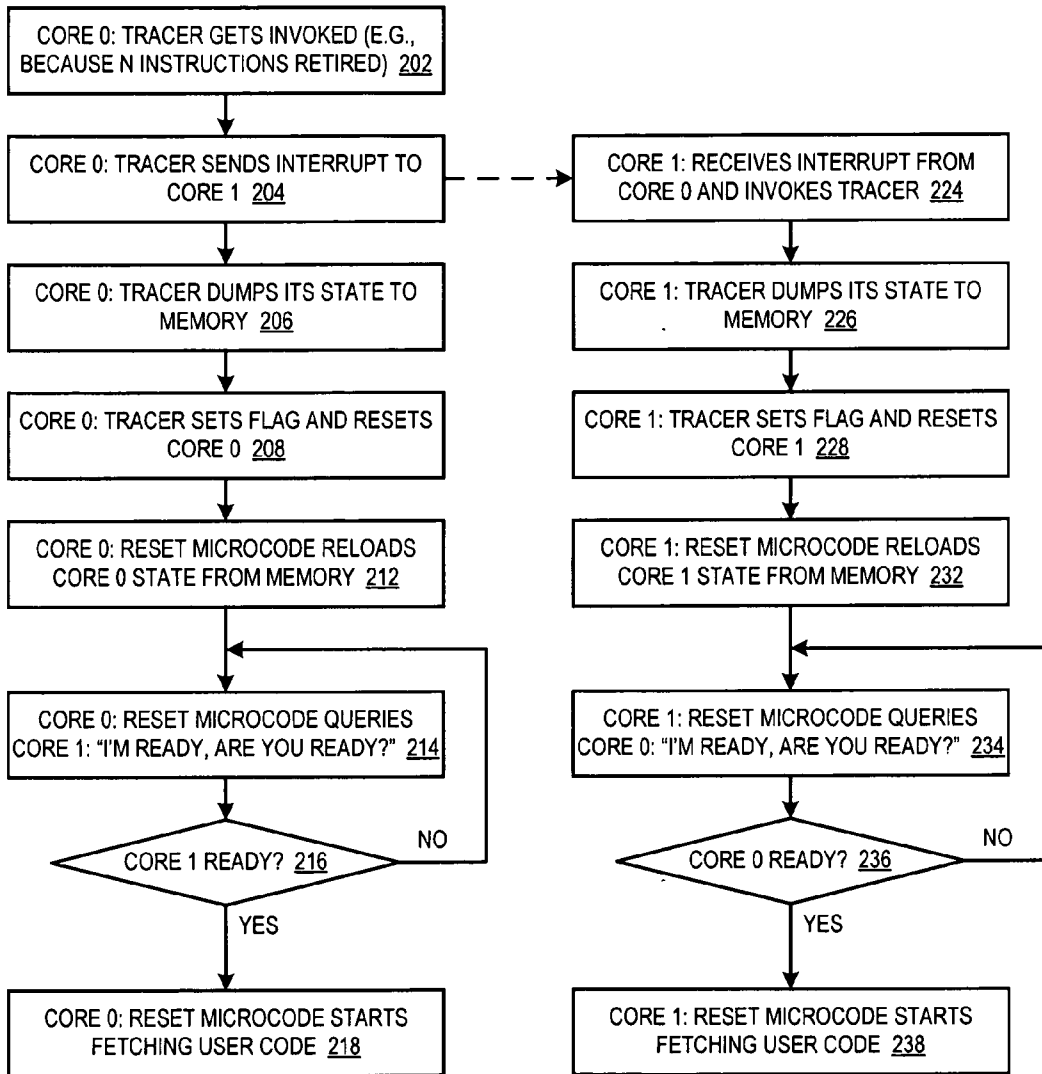 CORE 0: TRACER GETS INVOKED (E.G.,
BECAUSE N INSTRUCTIONS RETIRED) 202
CORE 0: TRACER SENDS INTERRUPT TO
CORE 1 204
CORE 0: TRACER DUMPS ITS STATE TO
MEMORY 206
CORE 0: TRACER SETS FLAG AND RESETS
CORE 0 208
CORE 0: RESET MICROCODE RELOADS
CORE 0 STATE FROM MEMORY 212
CORE 0: RESET MICROCODE QUERIES
CORE 1: “I'M READY, ARE YOU READY?” 214
CORE 1 READY? 216
NO
YES
CORE 0: RESET MICROCODE STARTS
FETCHING USER CODE 218
CORE 1: RECEIVES INTERRUPT FROM
CORE 0 AND INVOKES TRACER 224
CORE 1: TRACER DUMPS ITS STATE TO
MEMORY 226
CORE 1: TRACER SETS FLAG AND RESETS
CORE 1 228
CORE 1: RESET MICROCODE RELOADS
CORE 1 STATE FROM MEMORY 232
CORE 1: RESET MICROCODE QUERIES
CORE 0: “I'M READY, ARE YOU READY?” 234
CORE 0 READY? 236
NO
YES
CORE 1: RESET MICROCODE STARTS
FETCHING USER CODE 238